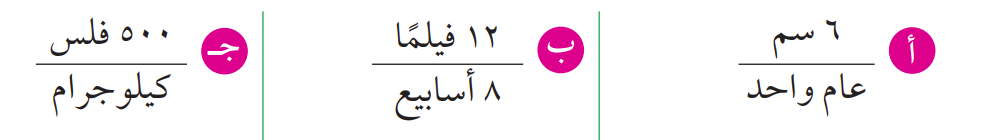 أ
٦ سم
عام واحد
ب
١٢ فيلمًا
٨ أسابيع
جـ
٥٠٠ فلس
كيلوجرام